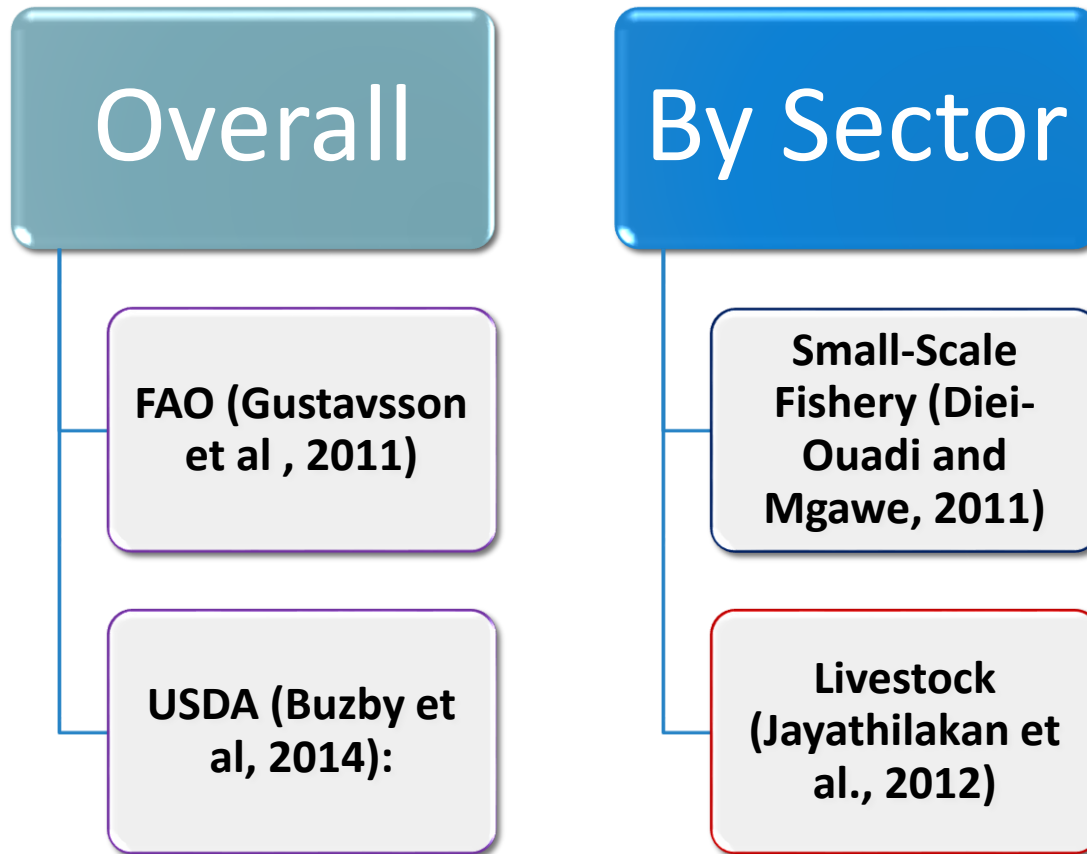 Overall
FAO (Gustavsson
et al , 2011)
USDA (Buzby et
al, 2014):
By Sector
Small-Scale
Fishery (Diei-
Ouadi and
Mgawe, 2011)
Livestock
(Jayathilakan et
al., 2012)